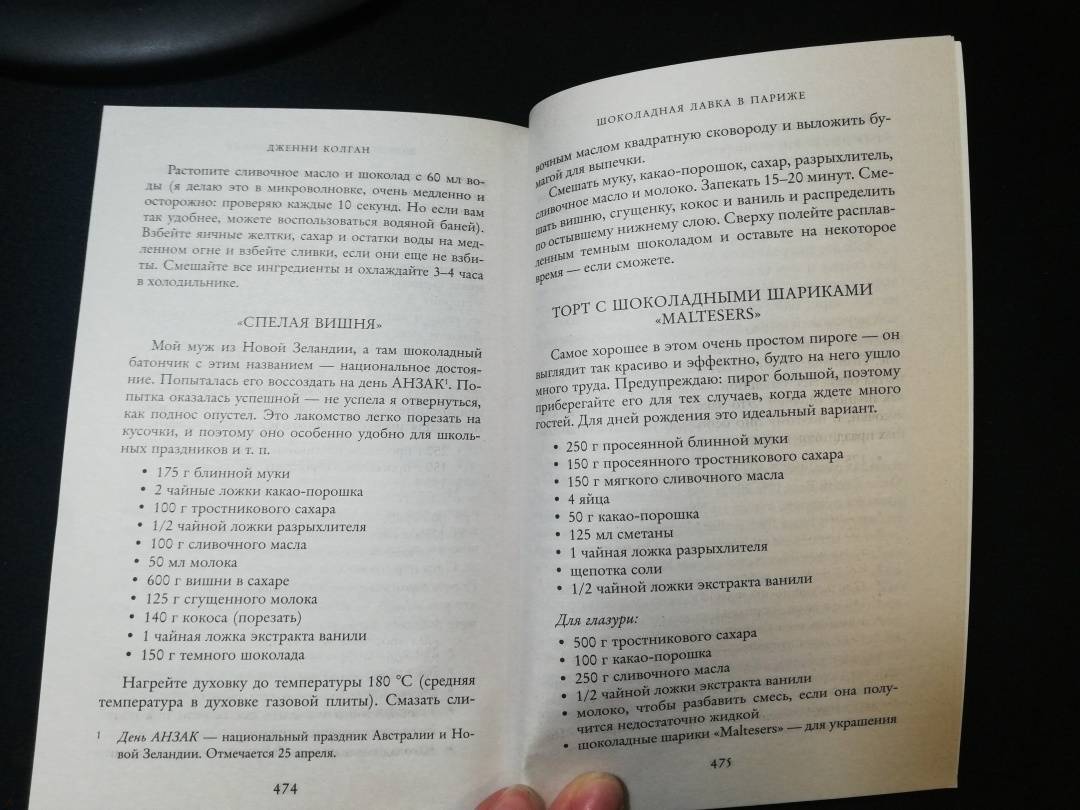 ДЖЕННИ КОЛГАН
Растопите сливочное масло и шоколад с 60 мл во-
ды (я делаю это в микроволновке, очень медленно и
осторожно: проверяю каждые 10 секунд. Но если вам
так удобнее, можете воспользоваться водяной баней).
Взбейте яичные желтки, сахар и остатки воды на мед-
ленном огне и взбейте сливки, если они еще не взби-
ты. Смешайте все ингредиенты и охлаждайте 3–4 часа
в холодильнике.
«СПЕЛАЯ ВИШНЯ»
Мой муж из Новой Зеландии, а там шоколадный
батончик с этим названием — национальное достоя-
ние. Попыталась его воссоздать на день АНЗАК¹. По-
пытка оказалась успешной — не успела я отвернуться,
как поднос опустел. Это лакомство легко порезать на
кусочки, и поэтому оно особенно удобно для школь-
ных праздников и т. п.
• 175 г блинной муки
• 2 чайные ложки какао-порошка
• 100 г тростникового сахара
• 1/2 чайной ложки разрыхлителя
• 100 г сливочного масла
• 50 мл молока
• 600 г вишни в сахаре
• 125 г сгущенного молока
• 140 г кокоса (порезать)
• 1 чайная ложка экстракта ванили
• 150 г темного шоколада
Нагрейте духовку до температуры 180 °C (средняя
температура в духовке газовой плиты). Смазать сли-
¹ День АНЗАК — национальный праздник Австралии и Но-
вой Зеландии. Отмечается 25 апреля.
474
ШОКОЛАДНАЯ ЛАВКА В ПАРИЖЕ
вочным маслом квадратную сковороду и выложить бу-
магой для выпечки.
Смешать муку, какао-порошок, сахар, разрыхлитель,
сливочное масло и молоко. Запекать 15–20 минут. Сме-
шать вишню, сгущенку, кокос и ваниль и распределить
по остывшему нижнему слою. Сверху полейте расплав-
ленным темным шоколадом и оставьте на некоторое
время — если сможете.
ТОРТ С ШОКОЛАДНЫМИ ШАРИКАМИ
«MALTESERS»
Самое хорошее в этом очень простом пироге — он
выглядит так красиво и эффектно, будто на него ушло
много труда. Предупреждаю: пирог большой, поэтому
приберегайте его для тех случаев, когда ждете много
гостей. Для дней рождения это идеальный вариант.
• 250 г просеянной блинной муки
• 150 г просеянного тростникового сахара
• 150 г мягкого сливочного масла
• 4 яйца
• 50 г какао-порошка
• 125 мл сметаны
• 1 чайная ложка разрыхлителя
• щепотка соли
• 1/2 чайной ложки экстракта ванили
Для глазури:
• 500 г тростникового сахара
• 100 г какао-порошка
• 250 г сливочного масла
• 1/2 чайной ложки экстракта ванили
• молоко, чтобы разбавить смесь, если она полу-
чится недостаточно жидкой
• шоколадные шарики «Maltesers» — для украшения
475